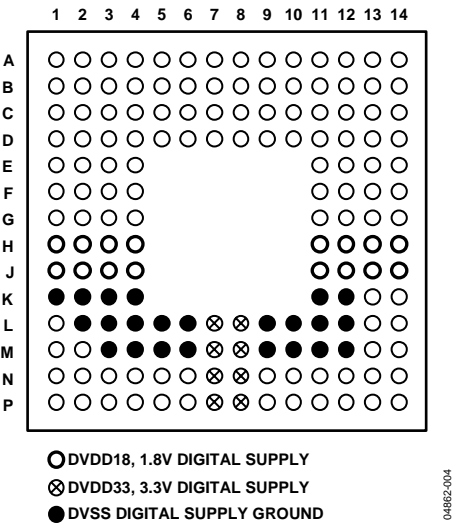 1 2 3 4 5 6 7 8 9 10 11 12 13 14
A
B
C
D
E
F
G
H
J
K
L
M
N
P
DVDD18, 1.8V DIGITAL SUPPLY
DVDD33, 3.3V DIGITAL SUPPLY
DVSS DIGITAL SUPPLY GROUND
04862-004